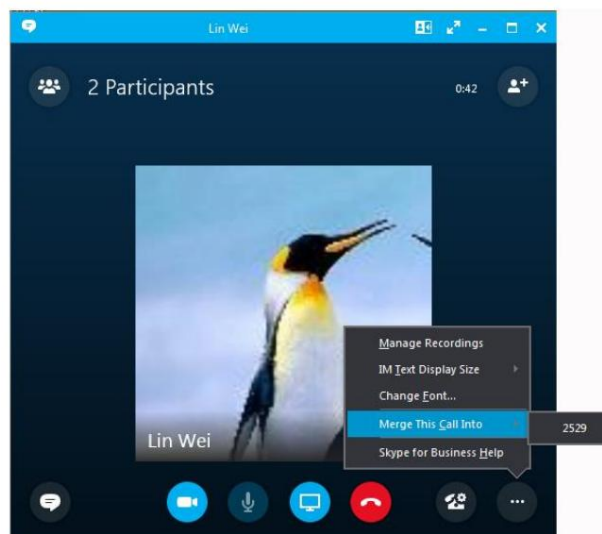 Lin Wei
2 Participants
0:42
Manage Recordings
IM Text Display Size
Change Font...
Merge This Call Into
2529
Skype for Business Help
Lin Wei